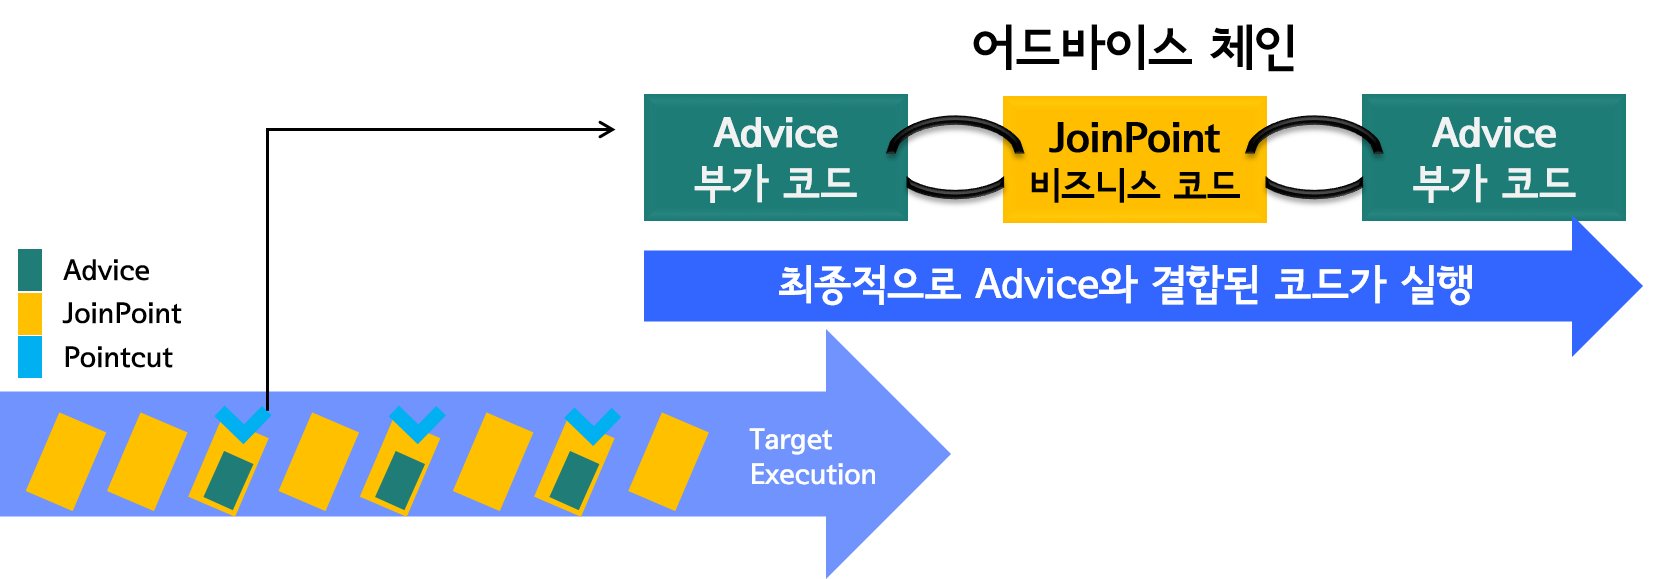 어드바이스 체인
Advice
부가 코드
JoinPoint
비즈니스 코드
Advice
부가 코드
최종적으로 Advice와 결합된 코드가 실행
Advice
JoinPoint
Pointcut
Target
Execution